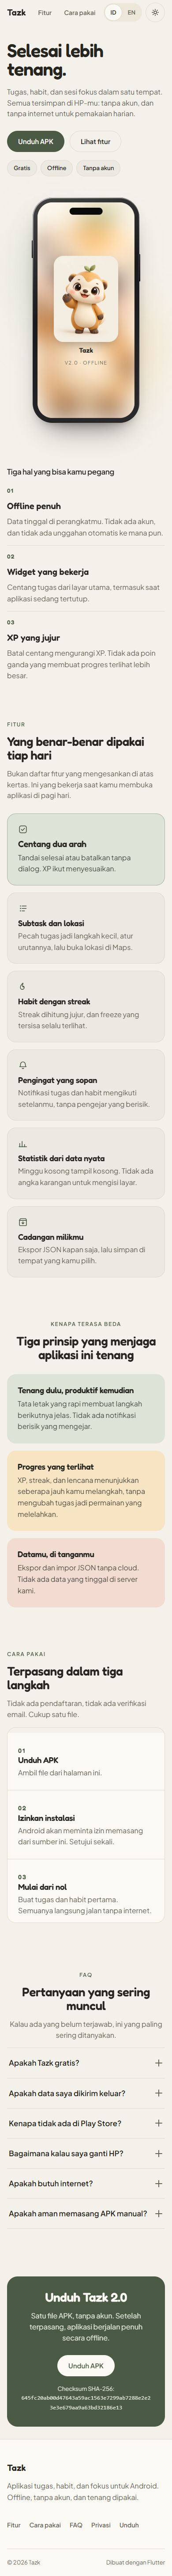 Tazk Fitur Cara pakai ID EN
Selesai lebih
tenang.
Tugas, habit, dan sesi fokus dalam satu tempat.
Semua tersimpan di HP-mu: tanpa akun, dan
tanpa internet untuk pemakaian harian.
Unduh APK Lihat fitur
Gratis Offline Tanpa akun
Tazk
V2.0 · OFFLINE
Tiga hal yang bisa kamu pegang
01
Offline penuh
Data tinggal di perangkatmu. Tidak ada akun,
dan tidak ada unggahan otomatis ke mana pun.
02
Widget yang bekerja
Centang tugas dari layar utama, termasuk saat
aplikasi sedang tertutup.
03
XP yang jujur
Batal centang mengurangi XP. Tidak ada poin
ganda yang membuat progres terlihat lebih
besar.
FITUR
Yang benar-benar dipakai
tiap hari
Bukan daftar fitur yang mengesankan di atas
kertas. Ini yang bekerja saat kamu membuka
aplikasi di pagi hari.
Centang dua arah
Tandai selesai atau batalkan tanpa
dialog. XP ikut menyesuaikan.
Subtask dan lokasi
Pecah tugas jadi langkah kecil, atur
urutannya, lalu buka lokasi di Maps.
Habit dengan streak
Streak dihitung jujur, dan freeze yang
tersisa selalu terlihat.
Pengingat yang sopan
Notifikasi tugas dan habit mengikuti
setelanmu, tanpa pengejar yang berisik.
Statistik dari data nyata
Minggu kosong tampil kosong. Tidak ada
angka karangan untuk mengisi layar.
Cadangan milikmu
Ekspor JSON kapan saja, lalu simpan di
tempat yang kamu pilih.
KENAPA TERASA BEDA
Tiga prinsip yang menjaga
aplikasi ini tenang
Tenang dulu, produktif kemudian
Tata letak yang rapi membuat langkah
berikutnya jelas. Tidak ada notifikasi
berisik yang mengejar.
Progres yang terlihat
XP, streak, dan lencana menunjukkan
seberapa jauh kamu melangkah, tanpa
mengubah tugas jadi permainan yang
melelahkan.
Datamu, di tanganmu
Ekspor dan impor JSON tanpa cloud.
Tidak ada data yang tinggal di server
kami.
CARA PAKAI
Terpasang dalam tiga
langkah
Tidak ada pendaftaran, tidak ada verifikasi
email. Cukup satu file.
01
Unduh APK
Ambil file dari halaman ini.
02
Izinkan instalasi
Android akan meminta izin memasang
dari sumber ini. Setujui sekali.
03
Mulai dari nol
Buat tugas dan habit pertama.
Semuanya langsung jalan tanpa internet.
FAQ
Pertanyaan yang sering
muncul
Kalau ada yang belum terjawab, ini yang paling
sering ditanyakan.
Apakah Tazk gratis?
Apakah data saya dikirim keluar?
Kenapa tidak ada di Play Store?
Bagaimana kalau saya ganti HP?
Apakah butuh internet?
Apakah aman memasang APK manual?
Unduh Tazk 2.0
Satu file APK, tanpa akun. Setelah
terpasang, aplikasi berjalan penuh
secara offline.
Unduh APK
Checksum SHA-256:
Tazk
Aplikasi tugas, habit, dan fokus untuk Android.
Offline, tanpa akun, dan tenang dipakai.
Fitur Cara pakai FAQ Privasi Unduh
© 2026 Tazk Dibuat dengan Flutter